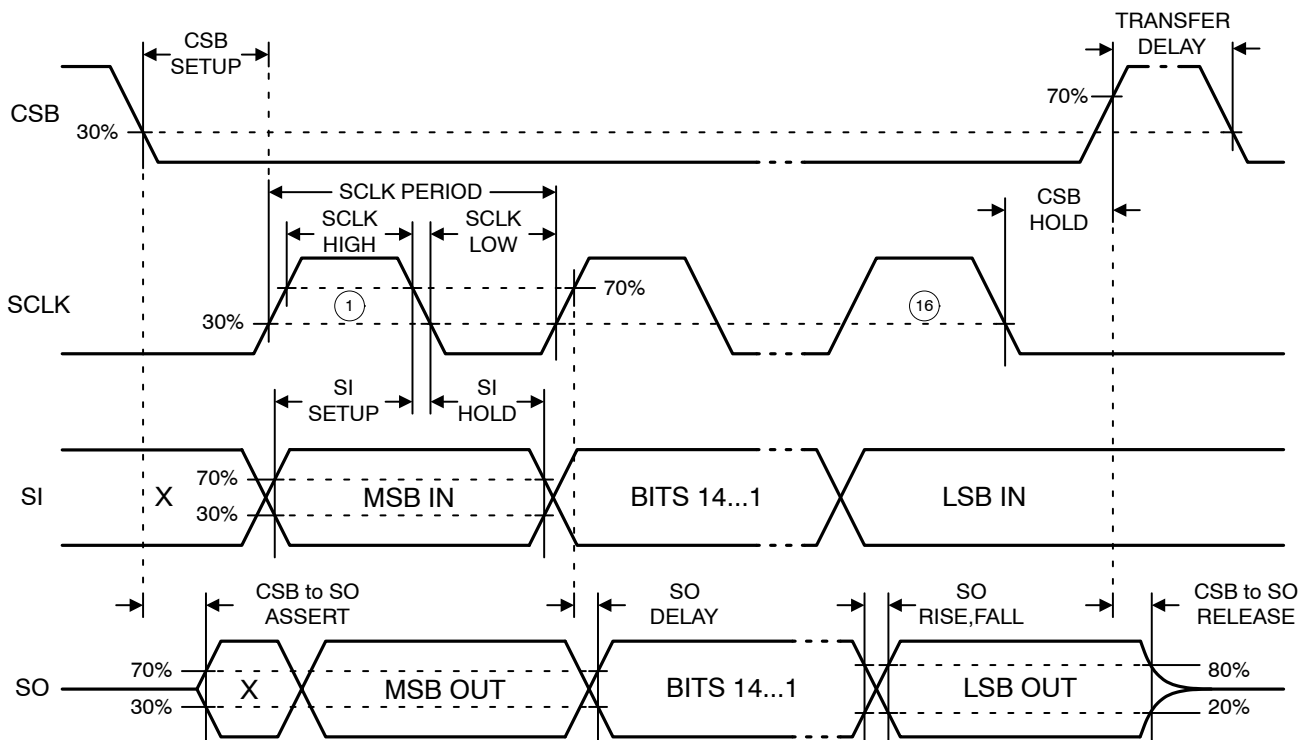 TRANSFER
DELAY
CSB
SETUP
CSB
70%
30%
SCLK PERIOD
CSB
HOLD
SCLK
HIGH
SCLK
LOW
SCLK
70%
30%
1
16
SI
SETUP
SI
HOLD
SI
X
70%
30%
MSB IN
BITS 14...1
LSB IN
CSB to SO
ASSERT
SO
DELAY
SO
RISE,FALL
CSB to SO
RELEASE
SO
70%
30%
X
MSB OUT
BITS 14...1
LSB OUT
80%
20%